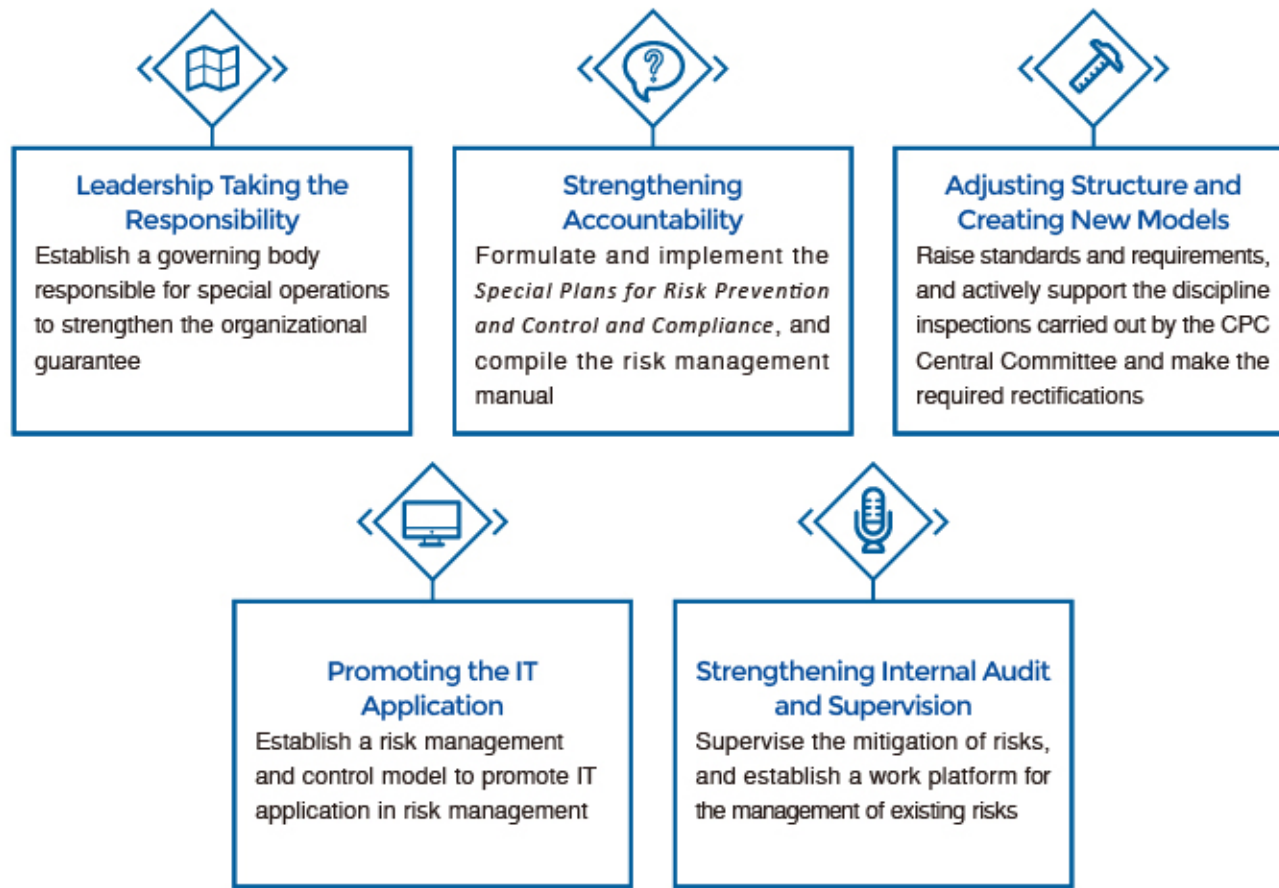 Leadership Taking the
Responsibility
Establish a governing body
responsible for special operations
to strengthen the organizational
guarantee
Strengthening
Accountability
Formulate and implement the
Special Plans for Risk Prevention
and Control and Compliance, and
compile the risk management
manual
Adjusting Structure and
Creating New Models
Raise standards and requirements,
and actively support the discipline
inspections carried out by the CPC
Central Committee and make the
required rectifications
Promoting the IT
Application
Establish a risk management
and control model to promote IT
application in risk management
Strengthening Internal Audit
and Supervision
Supervise the mitigation of risks,
and establish a work platform for
the management of existing risks